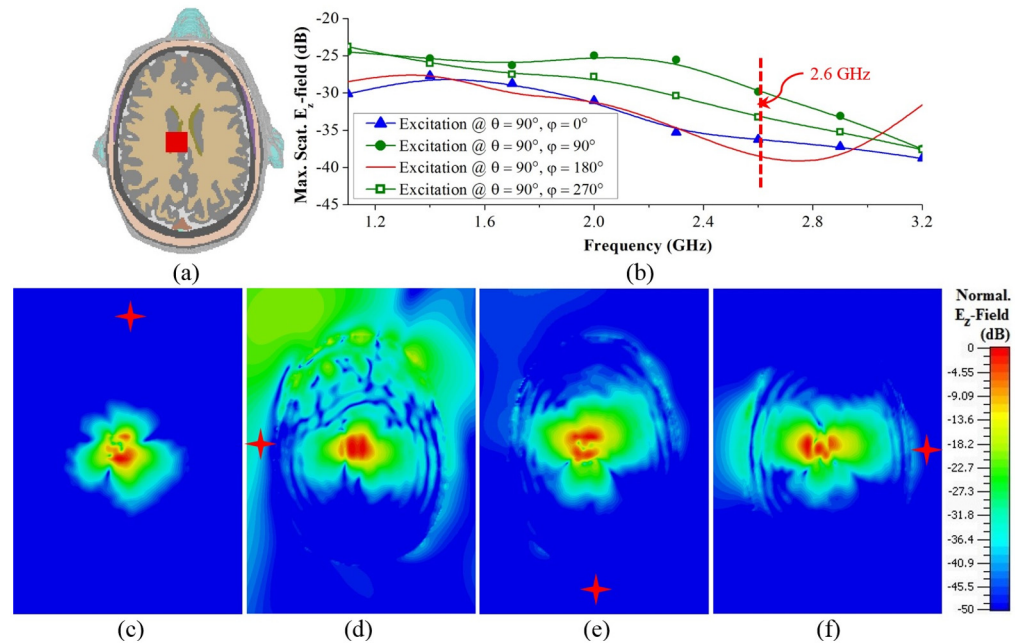 -20
-25
-30
-35
-40
-45
Max. Scat. Ez-field (dB)
2.6 GHz
Excitation @ θ = 90°, φ = 0°
Excitation @ θ = 90°, φ = 90°
Excitation @ θ = 90°, φ = 180°
Excitation @ θ = 90°, φ = 270°
1.2 1.6 2.0 2.4 2.8 3.2
Frequency (GHz)
(a) (b)
Normal.
Ez-Field
(dB)
0
-4.55
-9.09
-13.6
-18.2
-22.7
-27.3
-31.8
-36.4
-40.9
-45.5
-50
(c) (d) (e) (f)